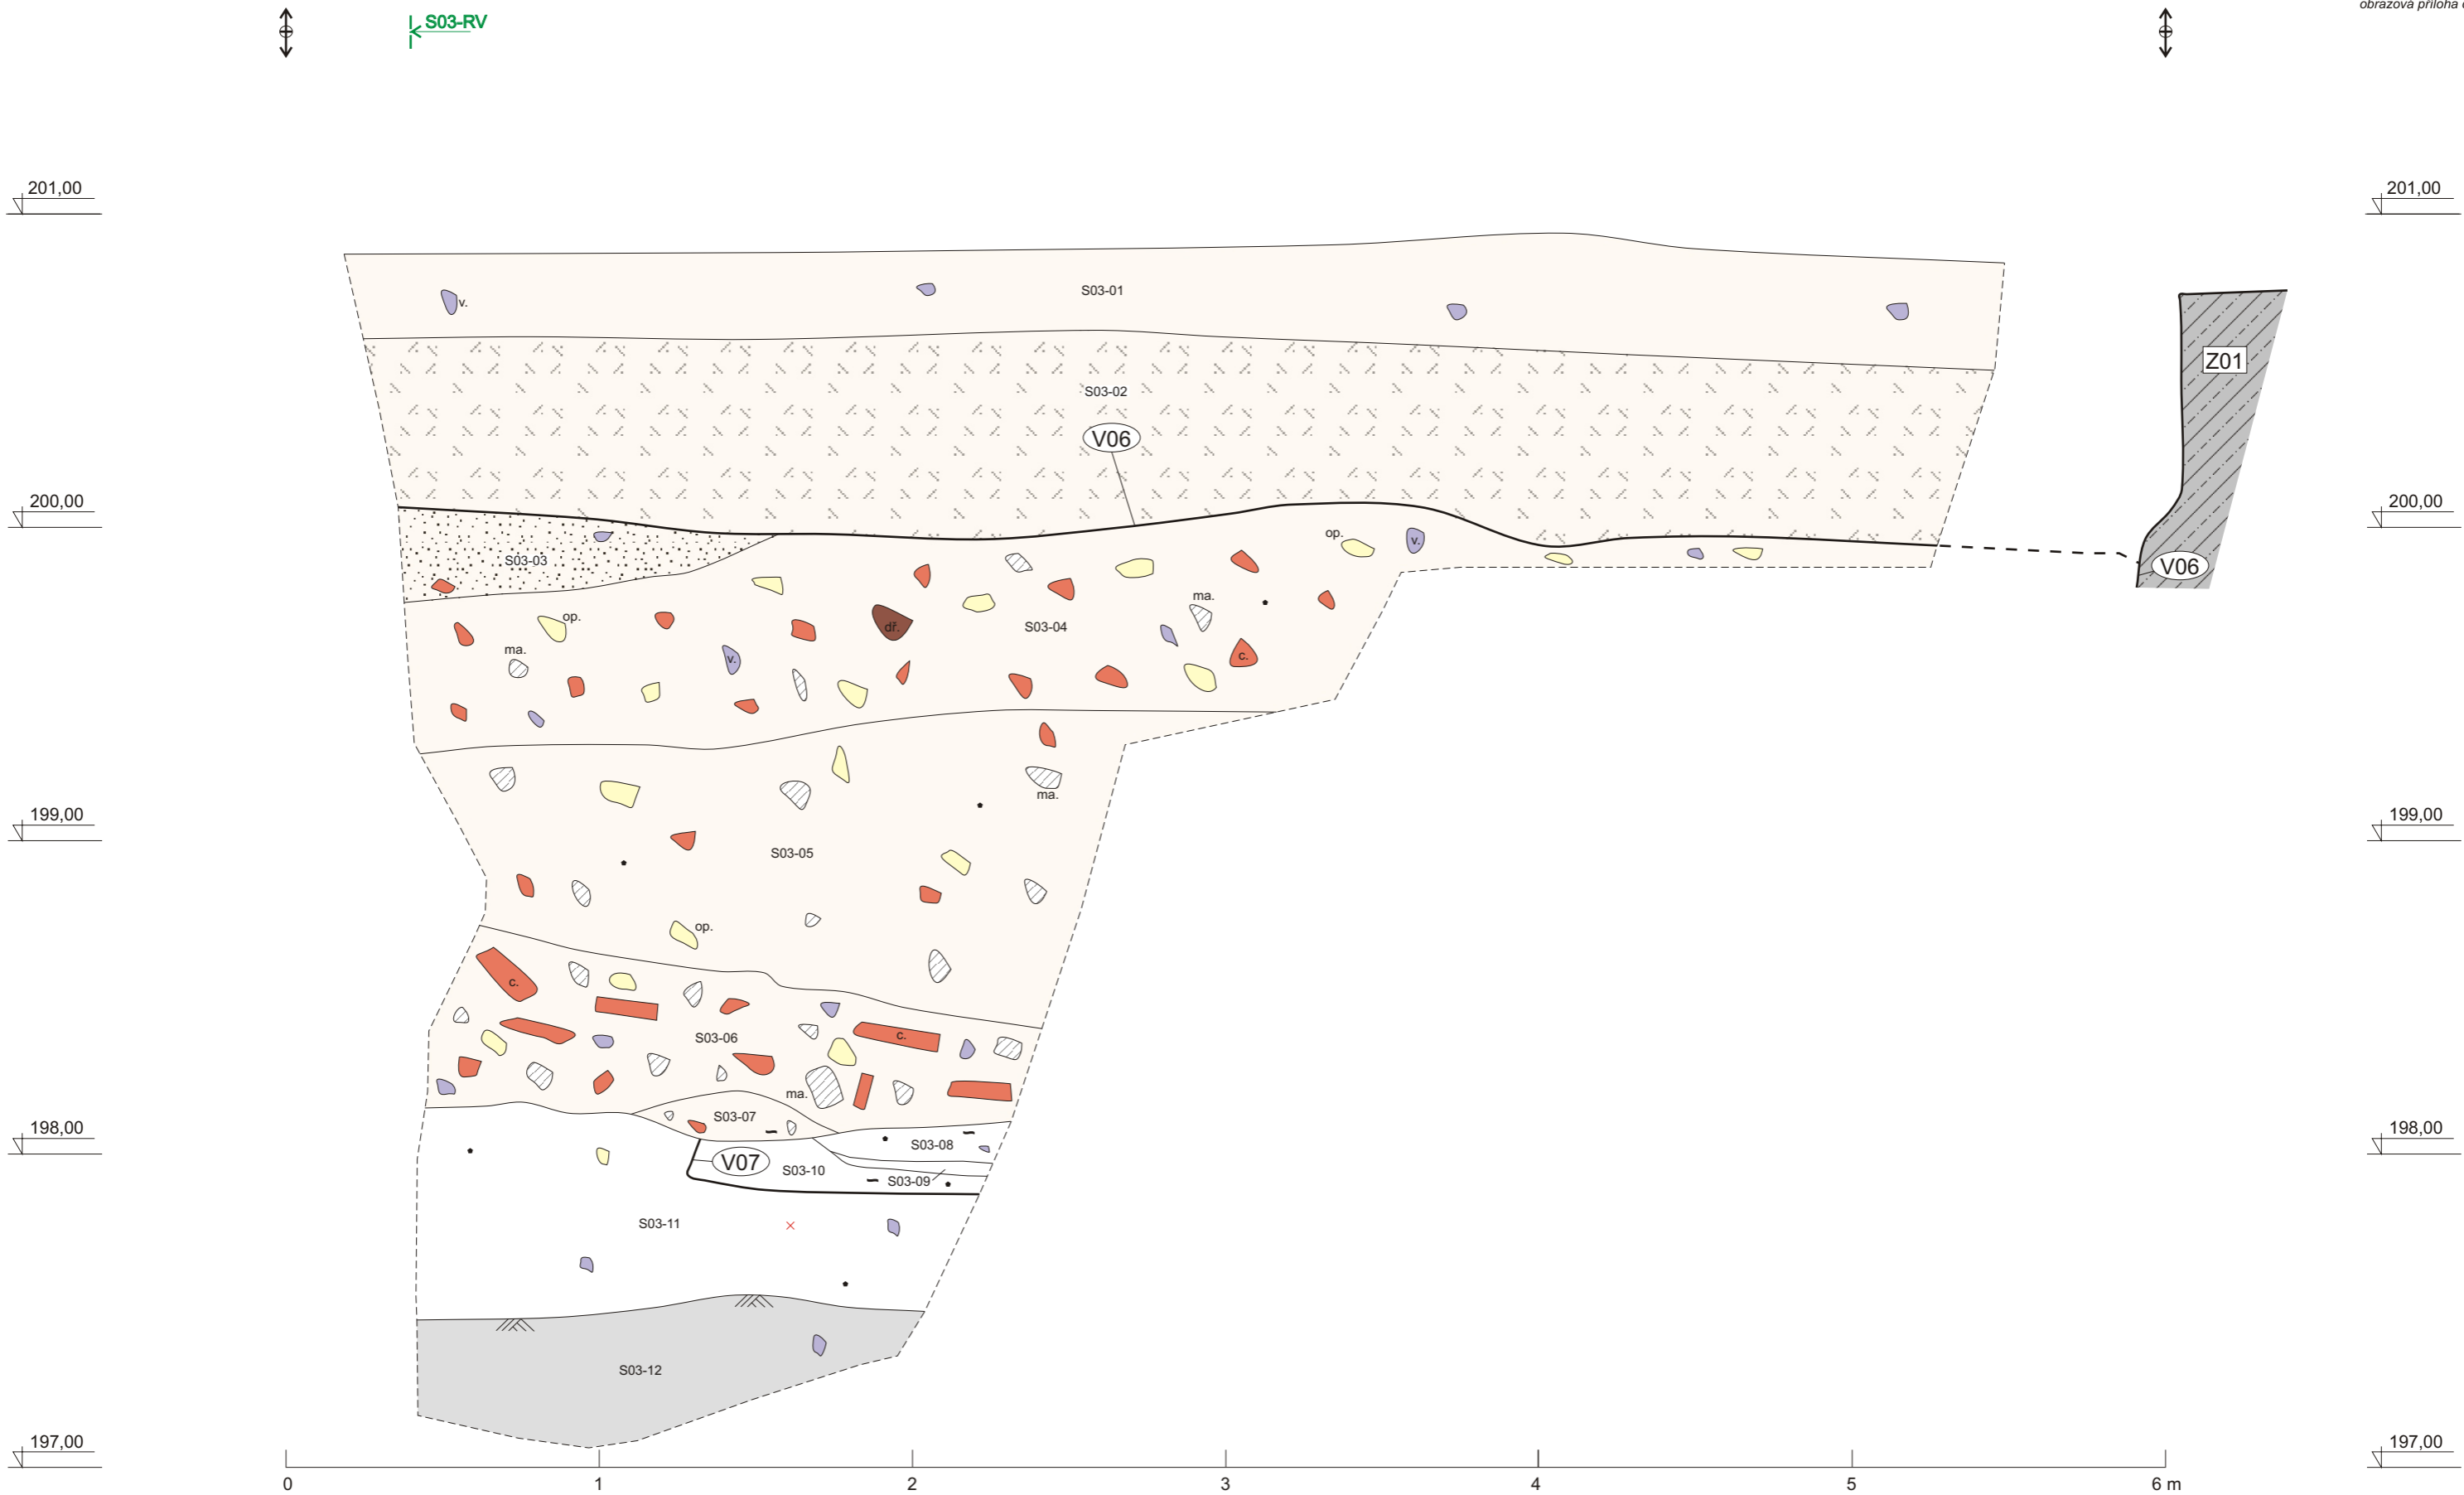 obrazová příloha
S03-RV
201,00
201,00
v.
S03-01
Z01
S03-02
V06
200,00
200,00
op.
v.
S03-03
V06
ma.
op.
dř.
S03-04
ma.
v.
c.
199,00
ma.
199,00
S03-05
op.
c.
S03-06
c.
ma.
S03-07
198,00
S03-08
198,00
V07
S03-10
S03-09
S03-11
S03-12
197,00
197,00
0 1 2 3 4 5 6 m